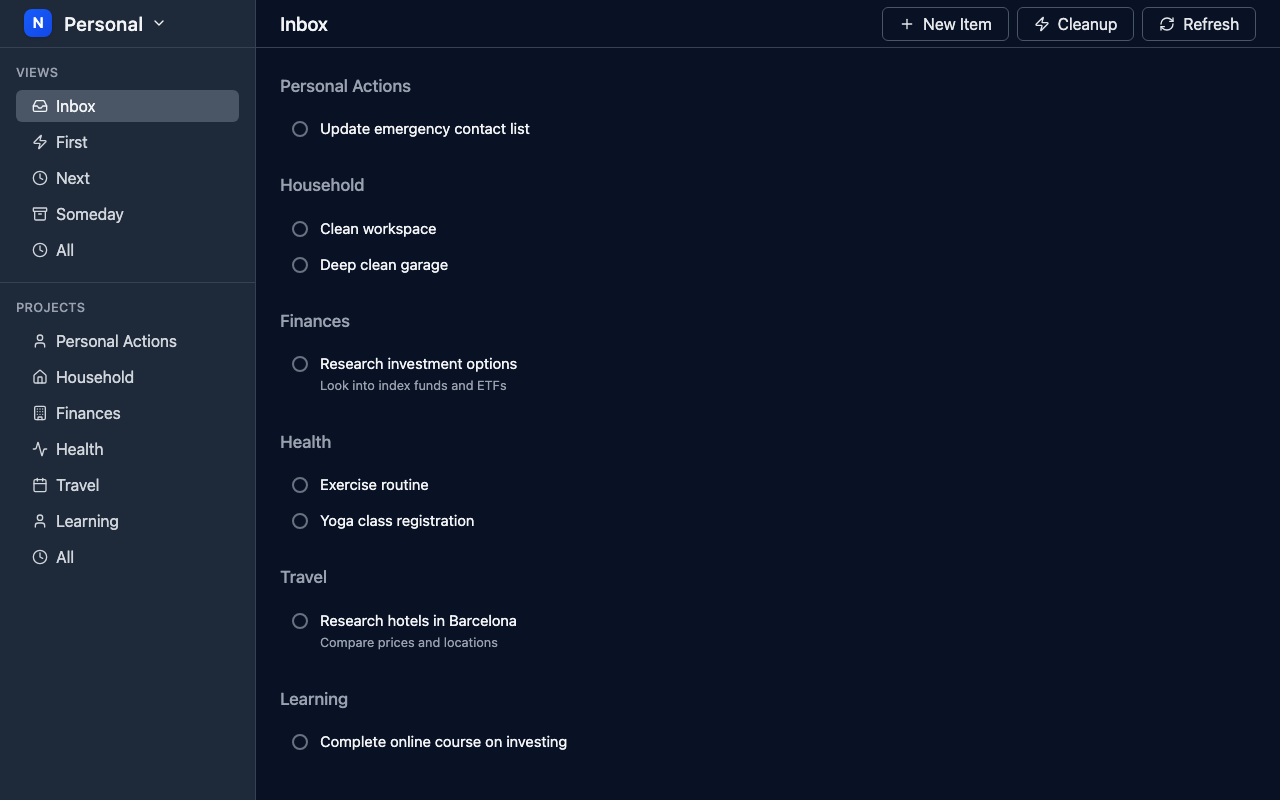 N
Personal
VIEWS
Inbox
First
Next
Someday
All
PROJECTS
Personal Actions
Household
Finances
Health
Travel
Learning
All
Inbox
New Item
Cleanup
Refresh
Personal Actions
Update emergency contact list
Household
Clean workspace
Deep clean garage
Finances
Research investment options
Look into index funds and ETFs
Health
Exercise routine
Yoga class registration
Travel
Research hotels in Barcelona
Compare prices and locations
Learning
Complete online course on investing